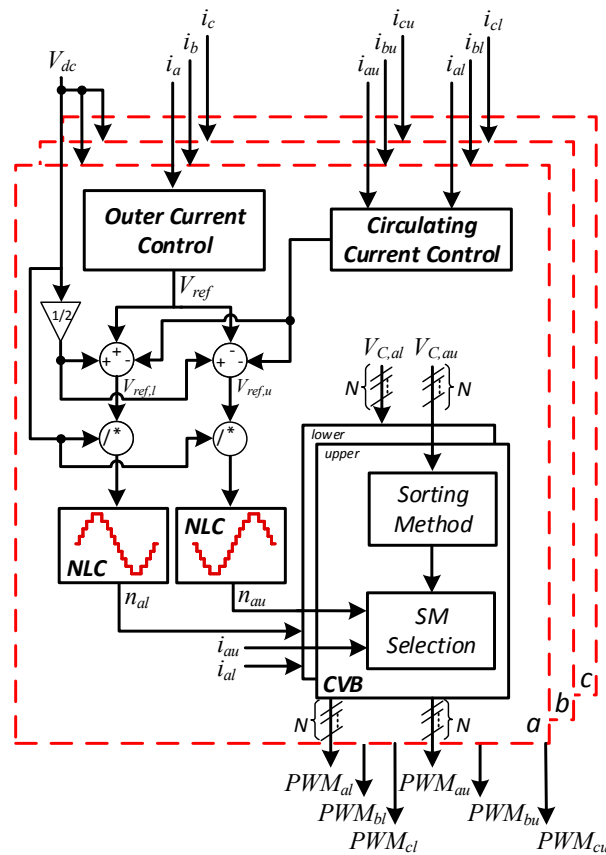 i_c
i_cu
i_cl
i_b
i_bu
i_bl
V_dc
i_a
i_au
i_al
Outer Current
Control
Circulating
Current Control
V_ref
1/2
+ + -
+ - -
V_C,al
V_C,au
V_ref,l
V_ref,u
N
N
/ *
/ *
lower
upper
Sorting
Method
NLC
NLC
n_al
n_au
SM
Selection
i_au
i_al
CVB
c
b
a
N
N
PWM_al
PWM_au
PWM_bl
PWM_bu
PWM_cl
PWM_cu